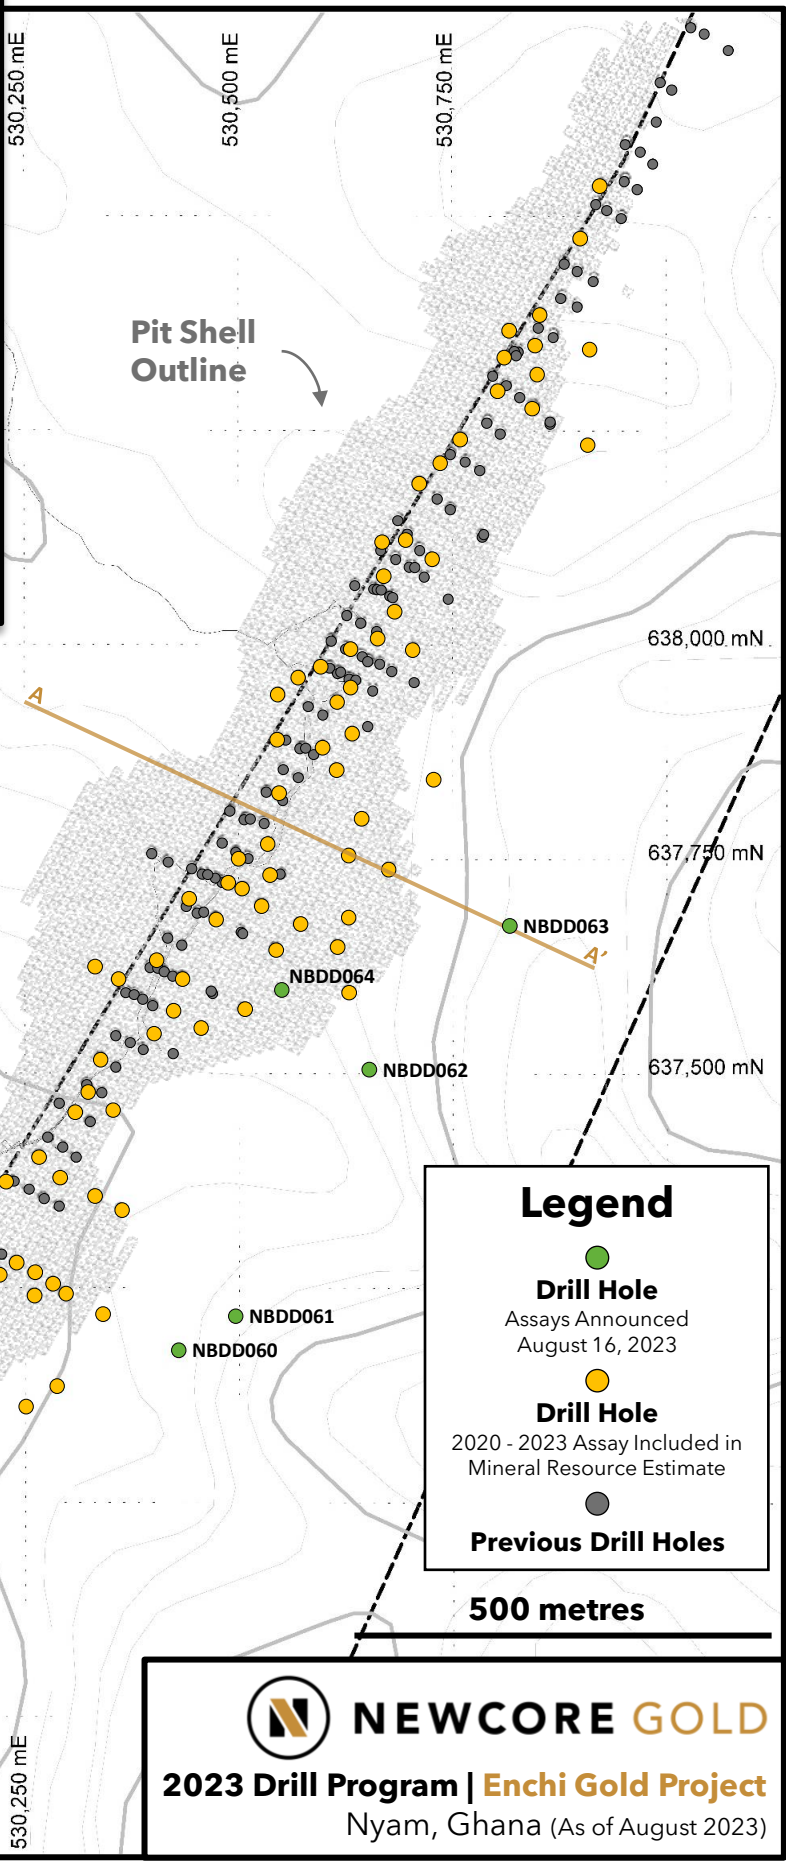 530,250 mE
530,500 mE
530,750 mE
Pit Shell
Outline
638,000 mN
A
637,750 mN
NBDD063
A’
NBDD064
NBDD062
637,500 mN
Legend
Drill Hole
Assays Announced
August 16, 2023
Drill Hole
2020 - 2023 Assay Included in
Mineral Resource Estimate
Previous Drill Holes
NBDD061
NBDD060
500 metres
530,250 mE
N NEWCORE GOLD
2023 Drill Program | Enchi Gold Project
Nyam, Ghana (As of August 2023)